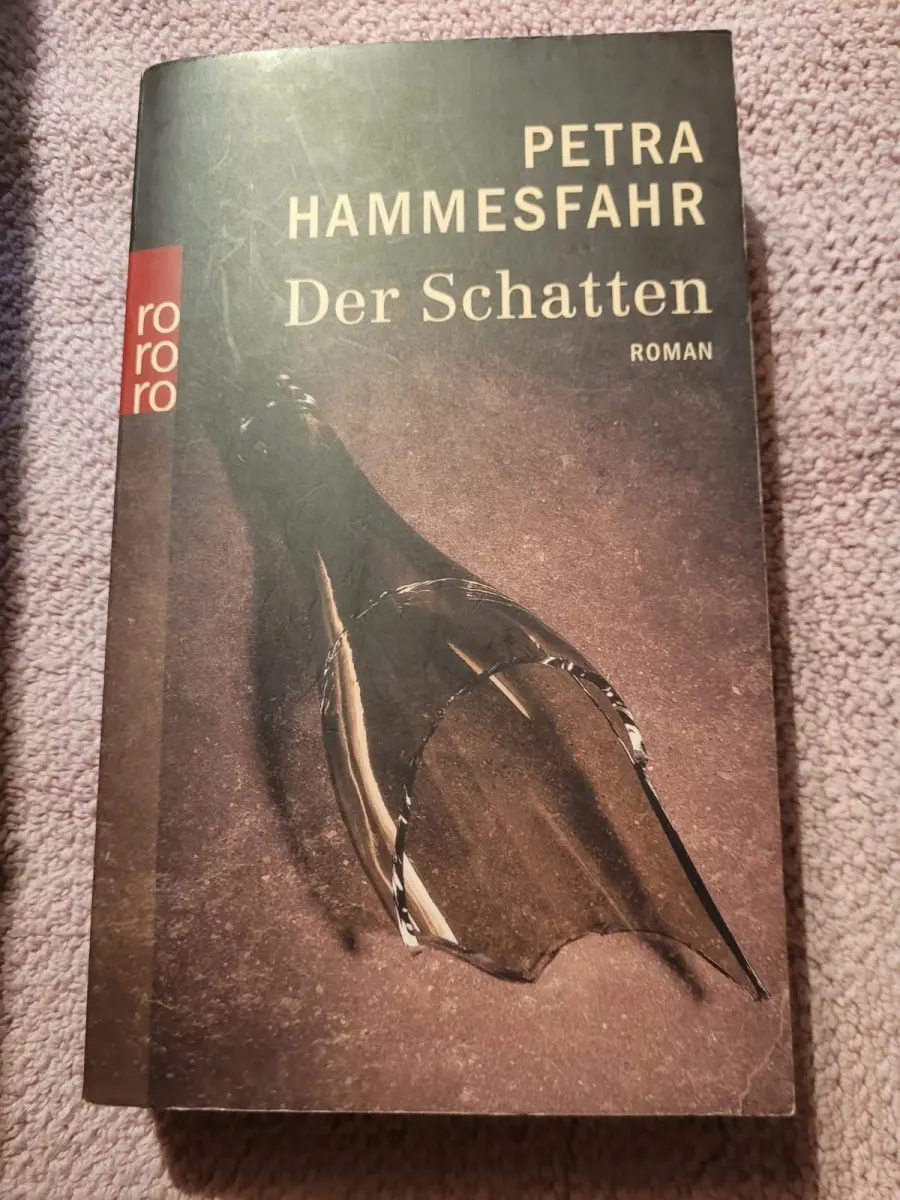 PETRA
HAMMESFAHR
Der Schatten
ROMAN
ro
ro
ro